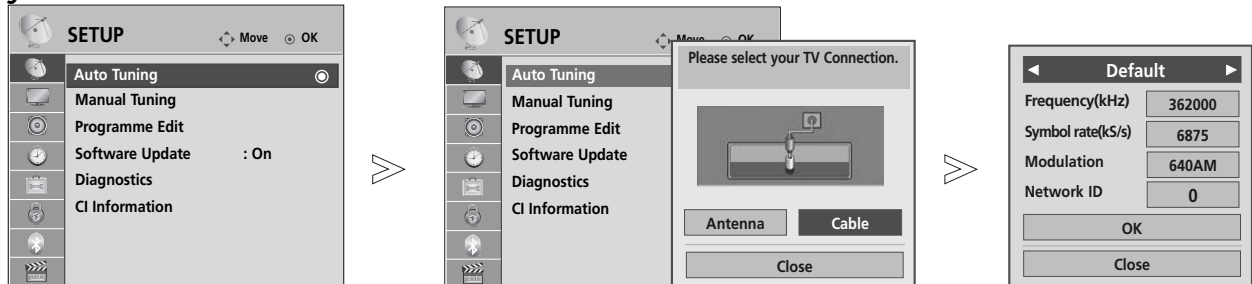 SETUP Move OK
Auto Tuning
Manual Tuning
Programme Edit
Software Update : On
Diagnostics
CI Information
SETUP Move OK
Auto Tuning
Manual Tuning
Programme Edit
Software Update
Diagnostics
CI Information
Please select your TV Connection.
Antenna Cable
Close
Default
Frequency(kHz) 362000
Symbol rate(kS/s) 6875
Modulation 640AM
Network ID 0
OK
Close